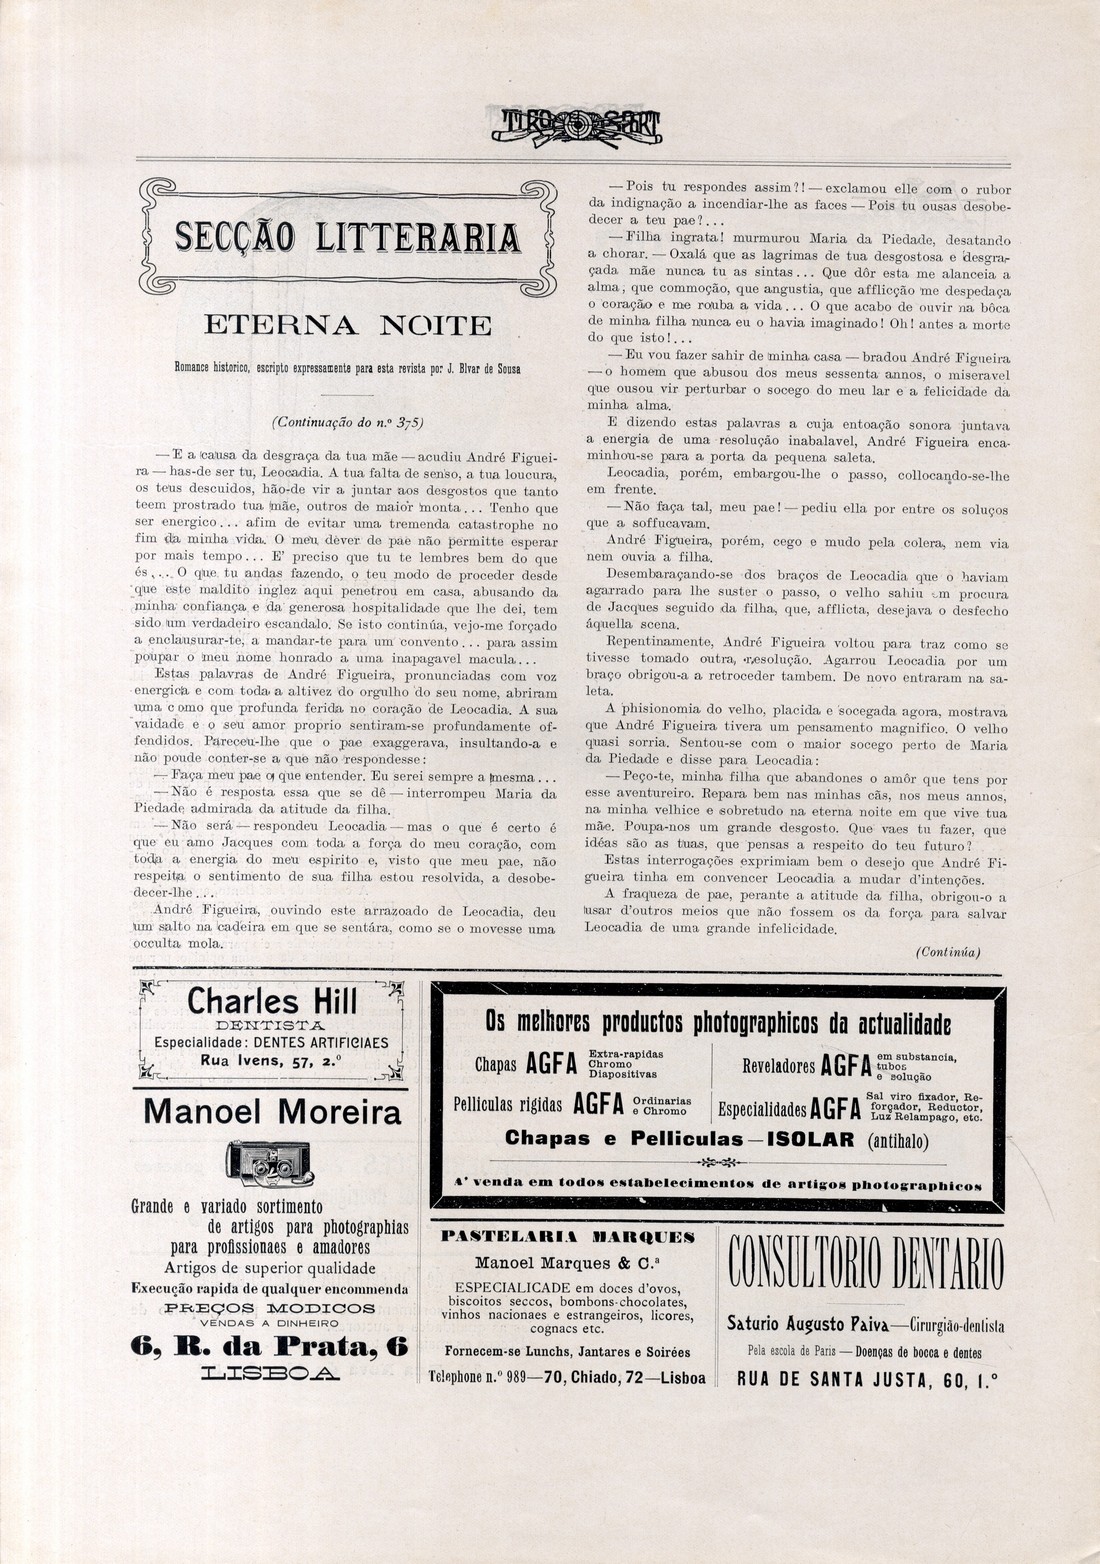 TIRO SPORT
SECÇÃO LITTERARIA
ETERNA NOITE
Romance historico, escripto expressamente para esta revista por J. Blvar de Sousa
(Continuação do n.º 375)
— E a causa da desgraça da tua mãe — acudiu André Figuei-
ra — has-de ser tu, Leocadia. A tua falta de senso, a tua loucura,
os teus descuidos, hão-de vir a juntar aos desgostos que tanto
teem prostrado tua mãe, outros de maior monta... Tenho que
ser energico... afim de evitar uma tremenda catastrophe no
fim da minha vida. O meu dever de pae não permitte esperar
por mais tempo... E' preciso que tu te lembres bem do que
és... O que tu andas fazendo, o teu modo de proceder desde
que este maldito inglez aqui penetrou em casa, abusando da
minha confiança e da generosa hospitalidade que lhe dei, tem
sido um verdadeiro escandalo. Se isto continúa, vejo-me forçado
a enclausurar-te, a mandar-te para um convento... para assim
poupar o meu nome honrado a uma inapagavel macula...
Estas palavras de André Figueira, pronunciadas com voz
energica e com toda a altivez do orgulho do seu nome, abriram
uma como que profunda ferida no coração de Leocadia. A sua
vaidade e o seu amor proprio sentiram-se profundamente of-
fendidos. Pareceu-lhe que o pae exaggerava, insultando-a e
não poude conter-se a que não respondesse:
— Faça meu pae o que entender. Eu serei sempre a mesma...
— Não é resposta essa que se dê — interrompeu Maria da
Piedade admirada da atitude da filha.
— Não será — respondeu Leocadia — mas o que é certo é
que eu amo Jacques com toda a força do meu coração, com
toda a energia do meu espirito e, visto que meu pae, não
respeita o sentimento de sua filha estou resolvida, a desobe-
decer-lhe...
André Figueira, ouvindo este arrazoado de Leocadia, deu
um salto na cadeira em que se sentára, como se o movesse uma
occulta mola.
— Pois tu respondes assim?! — exclamou elle com o rubor
da indignação a incendiar-lhe as faces — Pois tu ousas desobe-
decer a teu pae?...
— Filha ingrata! murmurou Maria da Piedade, desatando
a chorar. — Oxalá que as lagrimas de tua desgostosa e desgra-
çada mãe nunca tu as sintas... Que dôr esta me alanceia a
alma, que commoção, que angustia, que afflicção me despedaça
o coração e me rouba a vida... O que acabo de ouvir na bôca
de minha filha nunca eu o havia imaginado! Oh! antes a morte
do que isto!...
— Eu vou fazer sahir de minha casa — bradou André Figueira
— o homem que abusou dos meus sessenta annos, o miseravel
que ousou vir perturbar o socego do meu lar e a felicidade da
minha alma.
E dizendo estas palavras a cuja entoação sonora juntava
a energia de uma resolução inabalavel, André Figueira enca-
minhou-se para a porta da pequena saleta.
Leocadia, porém, embargou-lhe o passo, collocando-se-lhe
em frente.
— Não faça tal, meu pae! — pediu ella por entre os soluços
que a soffucavam.
André Figueira, porém, cego e mudo pela colera, nem via
nem ouvia a filha.
Desembaraçando-se dos braços de Leocadia que o haviam
agarrado para lhe suster o passo, o velho sahiu em procura
de Jacques seguido da filha, que, afflicta, desejava o desfecho
áquella scena.
Repentinamente, André Figueira voltou para traz como se
tivesse tomado outra, resolução. Agarrou Leocadia por um
braço obrigou-a a retroceder tambem. De novo entraram na sa-
leta.
A phisionomia do velho, placida e socegada agora, mostrava
que André Figueira tivera um pensamento magnifico. O velho
quasi sorria. Sentou-se com o maior socego perto de Maria
da Piedade e disse para Leocadia:
— Peço-te, minha filha que abandones o amôr que tens por
esse aventureiro. Repara bem nas minhas cãs, nos meus annos,
na minha velhice e sobretudo na eterna noite em que vive tua
mãe. Poupa-nos um grande desgosto. Que vaes tu fazer, que
idéas são as tuas, que pensas a respeito do teu futuro?
Estas interrogações exprimiam bem o desejo que André Fi-
gueira tinha em convencer Leocadia a mudar d'intenções.
A fraqueza de pae, perante a atitude da filha, obrigou-o a
usar d'outros meios que não fossem os da força para salvar
Leocadia de uma grande infelicidade.
(Continúa)
Charles Hill
DENTISTA
Especialidade: DENTES ARTIFICIAES
Rua Ivens, 57, 2.º
Manoel Moreira
Grande e variado sortimento
de artigos para photographias
para profissionaes e amadores
Artigos de superior qualidade
Execução rapida de qualquer encommenda
PREÇOS MODICOS
VENDAS A DINHEIRO
6, R. da Prata, 6
LISBOA
Os melhores productos photographicos da actualidade
Chapas AGFA Extra-rapidas
Chromo
Diapositivas
Reveladores AGFA em substancia,
tubos
e solução
Pelliculas rigidas AGFA Ordinarias
e Chromo
Especialidades AGFA Sal viro fixador, Re-
forçador, Reductor,
Luz Relampago, etc.
Chapas e Pelliculas — ISOLAR (antihalo)
A' venda em todos estabelecimentos de artigos photographicos
PASTELARIA MARQUES
Manoel Marques & C.ª
ESPECIALICADE em doces d'ovos,
biscoitos seccos, bombons-chocolates,
vinhos nacionaes e estrangeiros, licores,
cognacs etc.
Fornecem-se Lunchs, Jantares e Soirées
Telephone n.º 989—70, Chiado, 72—Lisboa
CONSULTORIO DENTARIO
Saturio Augusto Paiva—Cirurgião-dentista
Pela escola de Paris — Doenças de bocca e dentes
RUA DE SANTA JUSTA, 60, 1.º